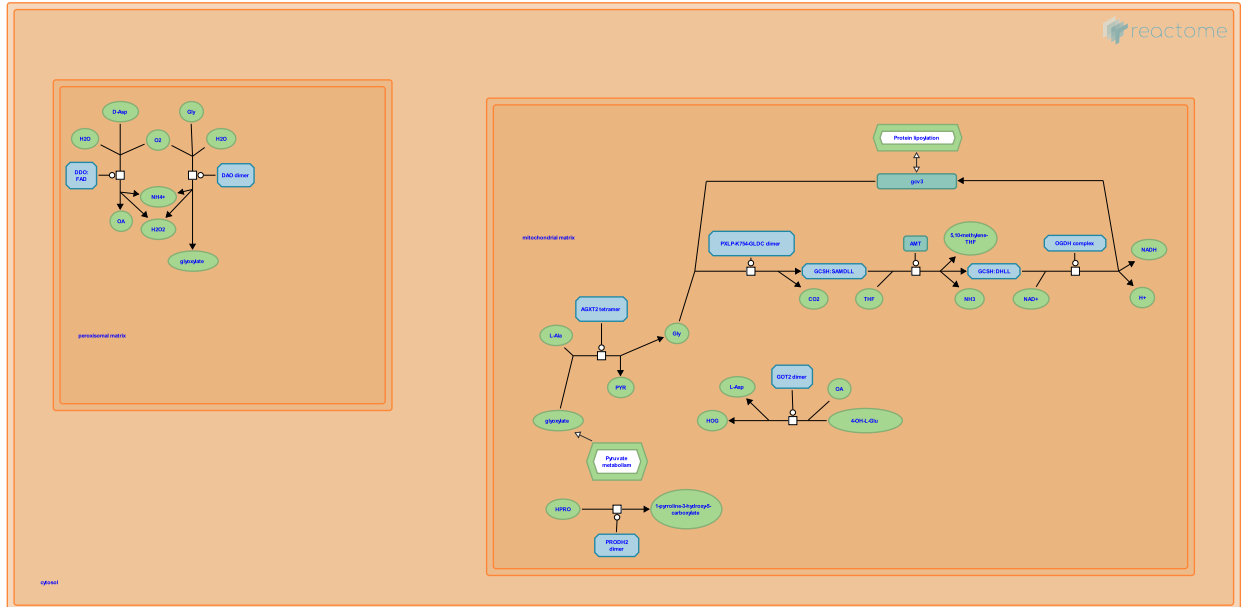 reactome
D-Asp
Gly
H2O
O2
H2O
DDO:
FAD
DAO dimer
NH4+
OA
H2O2
glyoxylate
peroxisomal matrix
Protein lipoylation
gcv3
mitochondrial matrix
PXLP-K754-GLDC dimer
AMT
5,10-methylene-
THF
OGDH complex
NADH
GCSH:SAMDLL
GCSH:DHLL
CO2
THF
NH3
NAD+
H+
AGXT2 tetramer
L-Ala
Gly
PYR
L-Asp
GOT2 dimer
OA
glyoxylate
HOG
4-OH-L-Glu
Pyruvate
metabolism
HPRO
1-pyrroline-3-hydroxy-5-
carboxylate
PRODH2
dimer
cytosol